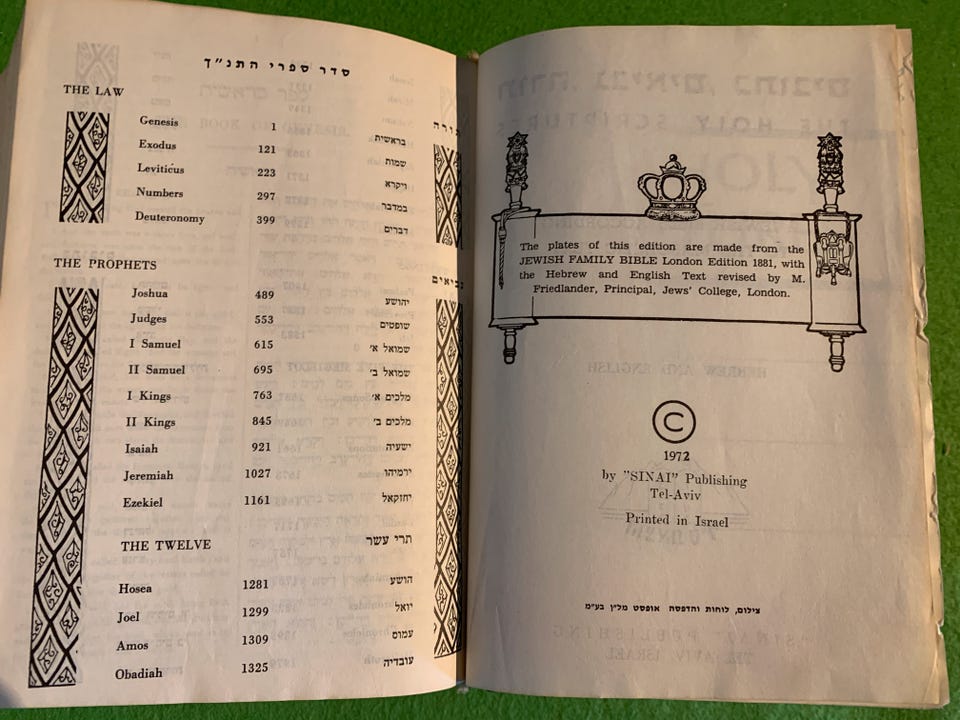 סדר ספרי התנ"ך
THE LAW תורה
Genesis 1 בראשית
Exodus 121 שמות
Leviticus 223 ויקרא
Numbers 297 במדבר
Deuteronomy 399 דברים
THE PROPHETS נביאים
Joshua 489 יהושע
Judges 553 שופטים
I Samuel 615 שמואל א'
II Samuel 695 שמואל ב'
I Kings 763 מלכים א'
II Kings 845 מלכים ב'
Isaiah 921 ישעיה
Jeremiah 1027 ירמיהו
Ezekiel 1161 יחזקאל
THE TWELVE תרי עשר
Hosea 1281 הושע
Joel 1299 יואל
Amos 1309 עמוס
Obadiah 1325 עובדיה
The plates of this edition are made from the
JEWISH FAMILY BIBLE London Edition 1881, with
the Hebrew and English Text revised by M.
Friedlander, Principal, Jews' College, London.
©
1972
by "SINAI" Publishing
Tel-Aviv
Printed in Israel
צילום, לוחות והדפסה אופסט בע"מ